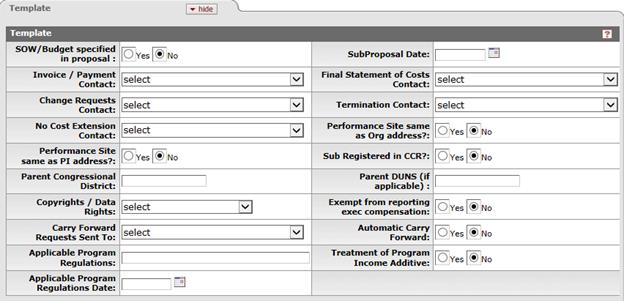 Template
hide
Template
?
SOW/Budget specified
in proposal :
Yes No
SubProposal Date:
Invoice / Payment
Contact:
select
Final Statement of Costs
Contact:
select
Change Requests
Contact:
select
Termination Contact:
select
No Cost Extension
Contact:
select
Performance Site same
as Org address?:
Yes No
Performance Site
same as PI address?:
Yes No
Sub Registered in CCR?:
Yes No
Parent Congressional
District:
Parent DUNS (if
applicable) :
Copyrights / Data
Rights:
select
Exempt from reporting
exec compensation:
Yes No
Carry Forward
Requests Sent To:
select
Automatic Carry
Forward:
Yes No
Applicable Program
Regulations:
Treatment of Program
Income Additive:
Yes No
Applicable Program
Regulations Date: